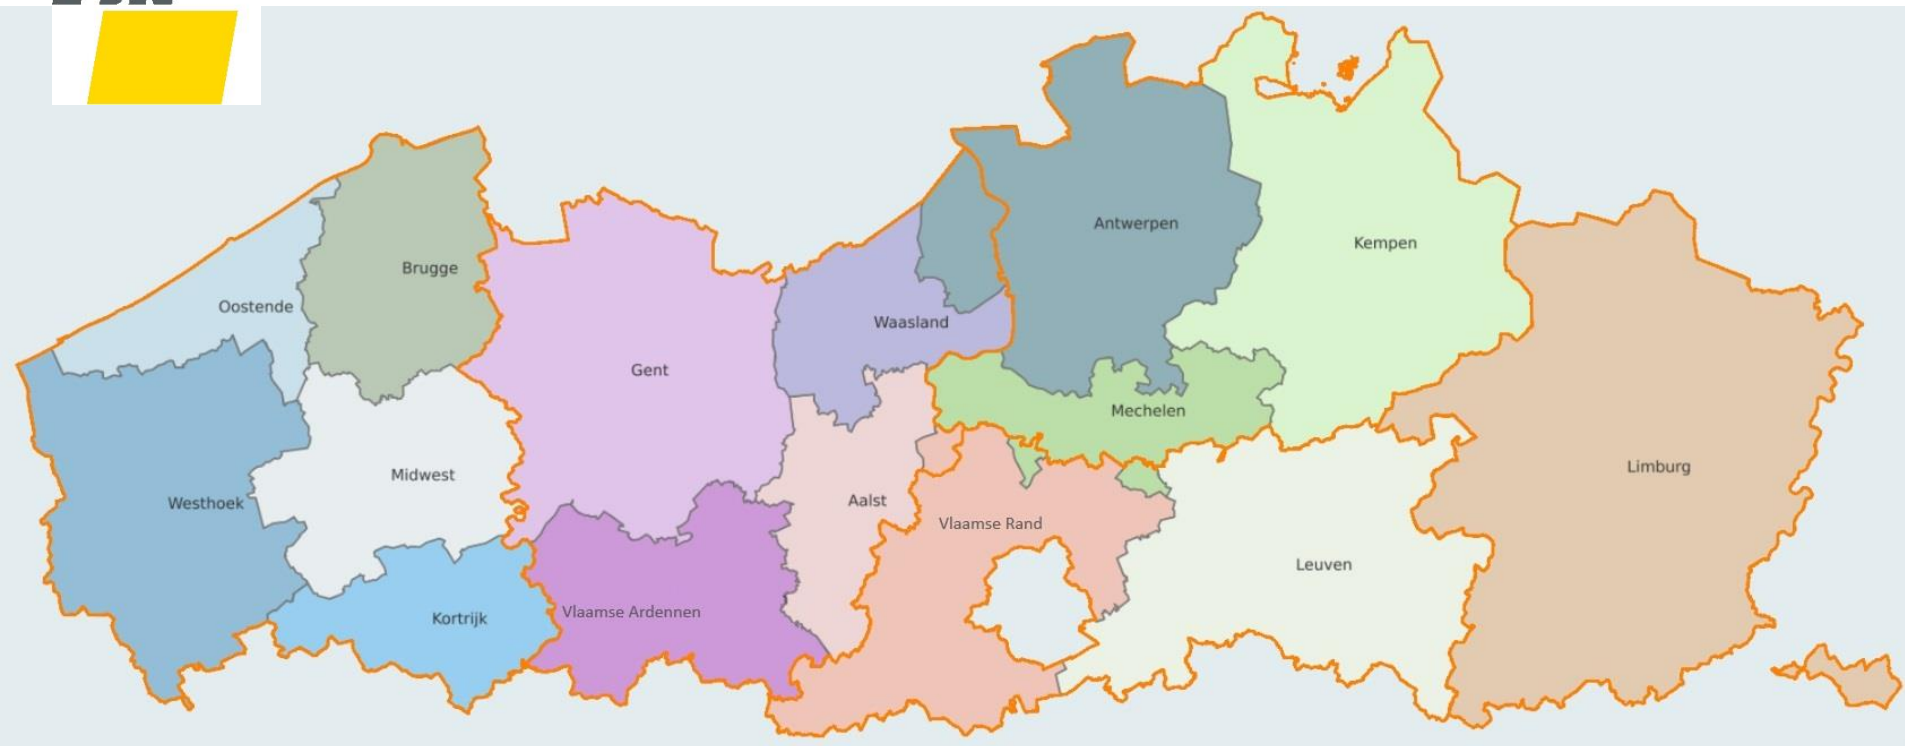 Antwerpen
Kempen
Brugge
Oostende
Waasland
Gent
Mechelen
Midwest
Limburg
Westhoek
Aalst
Vlaamse Rand
Leuven
Vlaamse Ardennen
Kortrijk